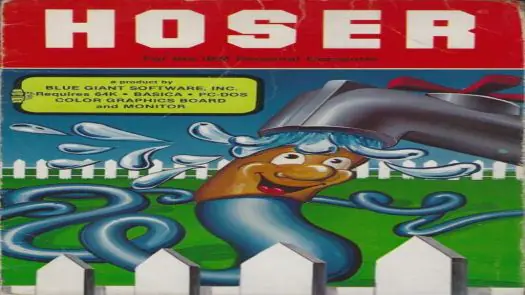 HOSER
For the IBM Personal Computer
a product by
BLUE GIANT SOFTWARE, INC.
Requires 64K • BASICA • PC-DOS
COLOR GRAPHICS BOARD
and MONITOR